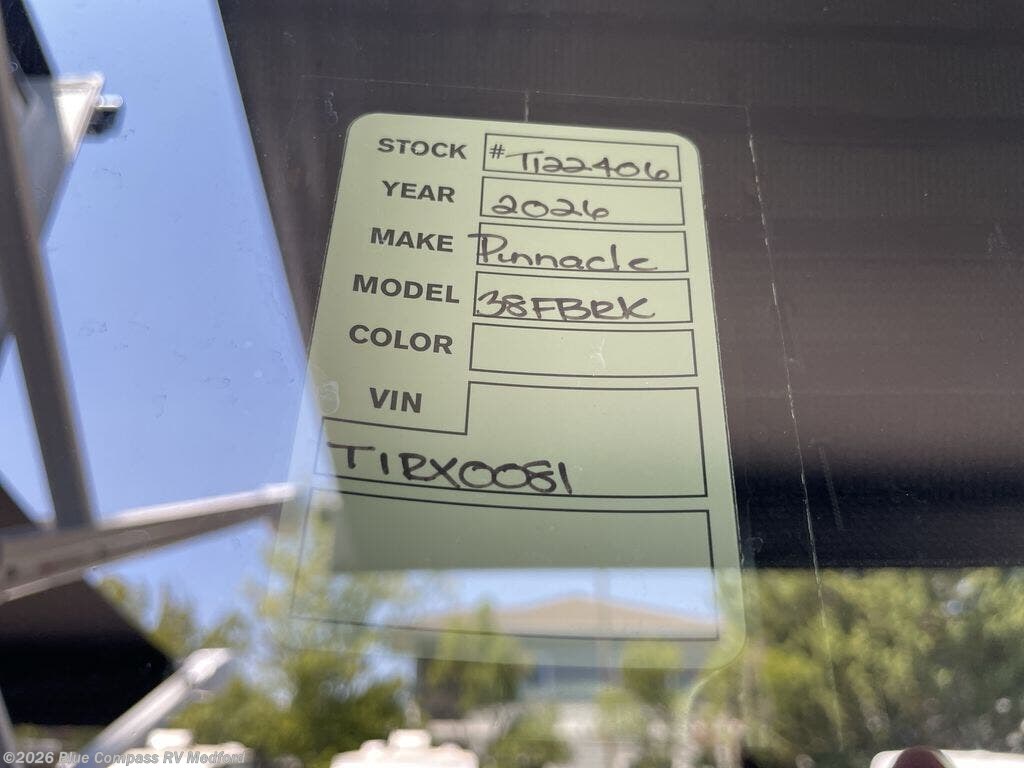 STOCK # T122406
YEAR 2026
MAKE Pinnacle
MODEL 38FBRK
COLOR
VIN
T1RX0081
©2026 Blue Compass RV Medford